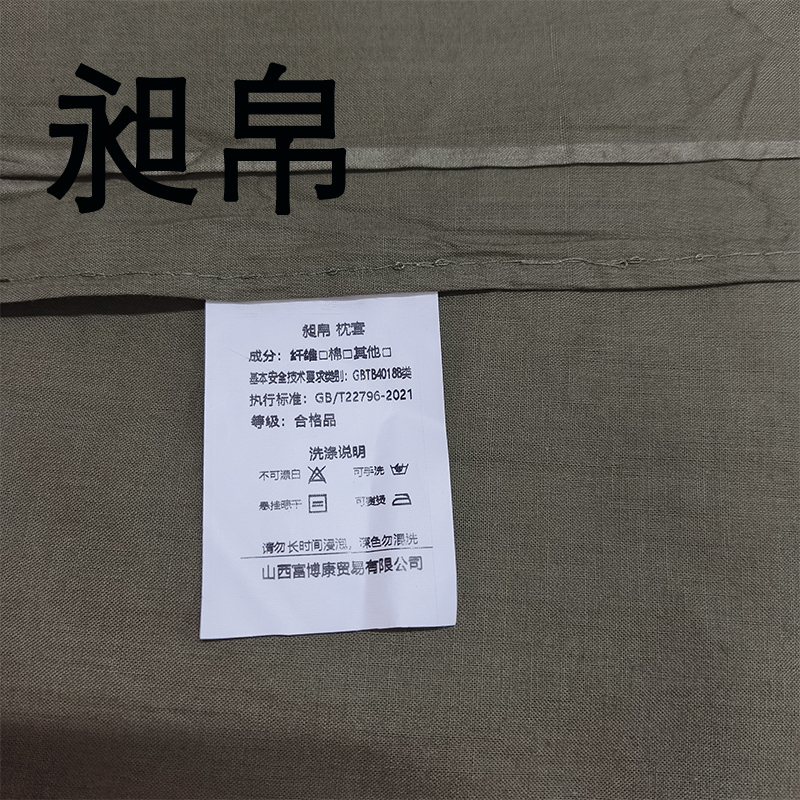 昶帛
昶帛 枕套
成分：纤维□棉□其他□
基本安全技术要求类别：GBTB4018B类
执行标准：GB/T22796-2021
等级：合格品
洗涤说明
不可漂白 可手洗
悬挂晾干 可熨烫
请勿长时间浸泡，深色勿混洗
山西富博康贸易有限公司